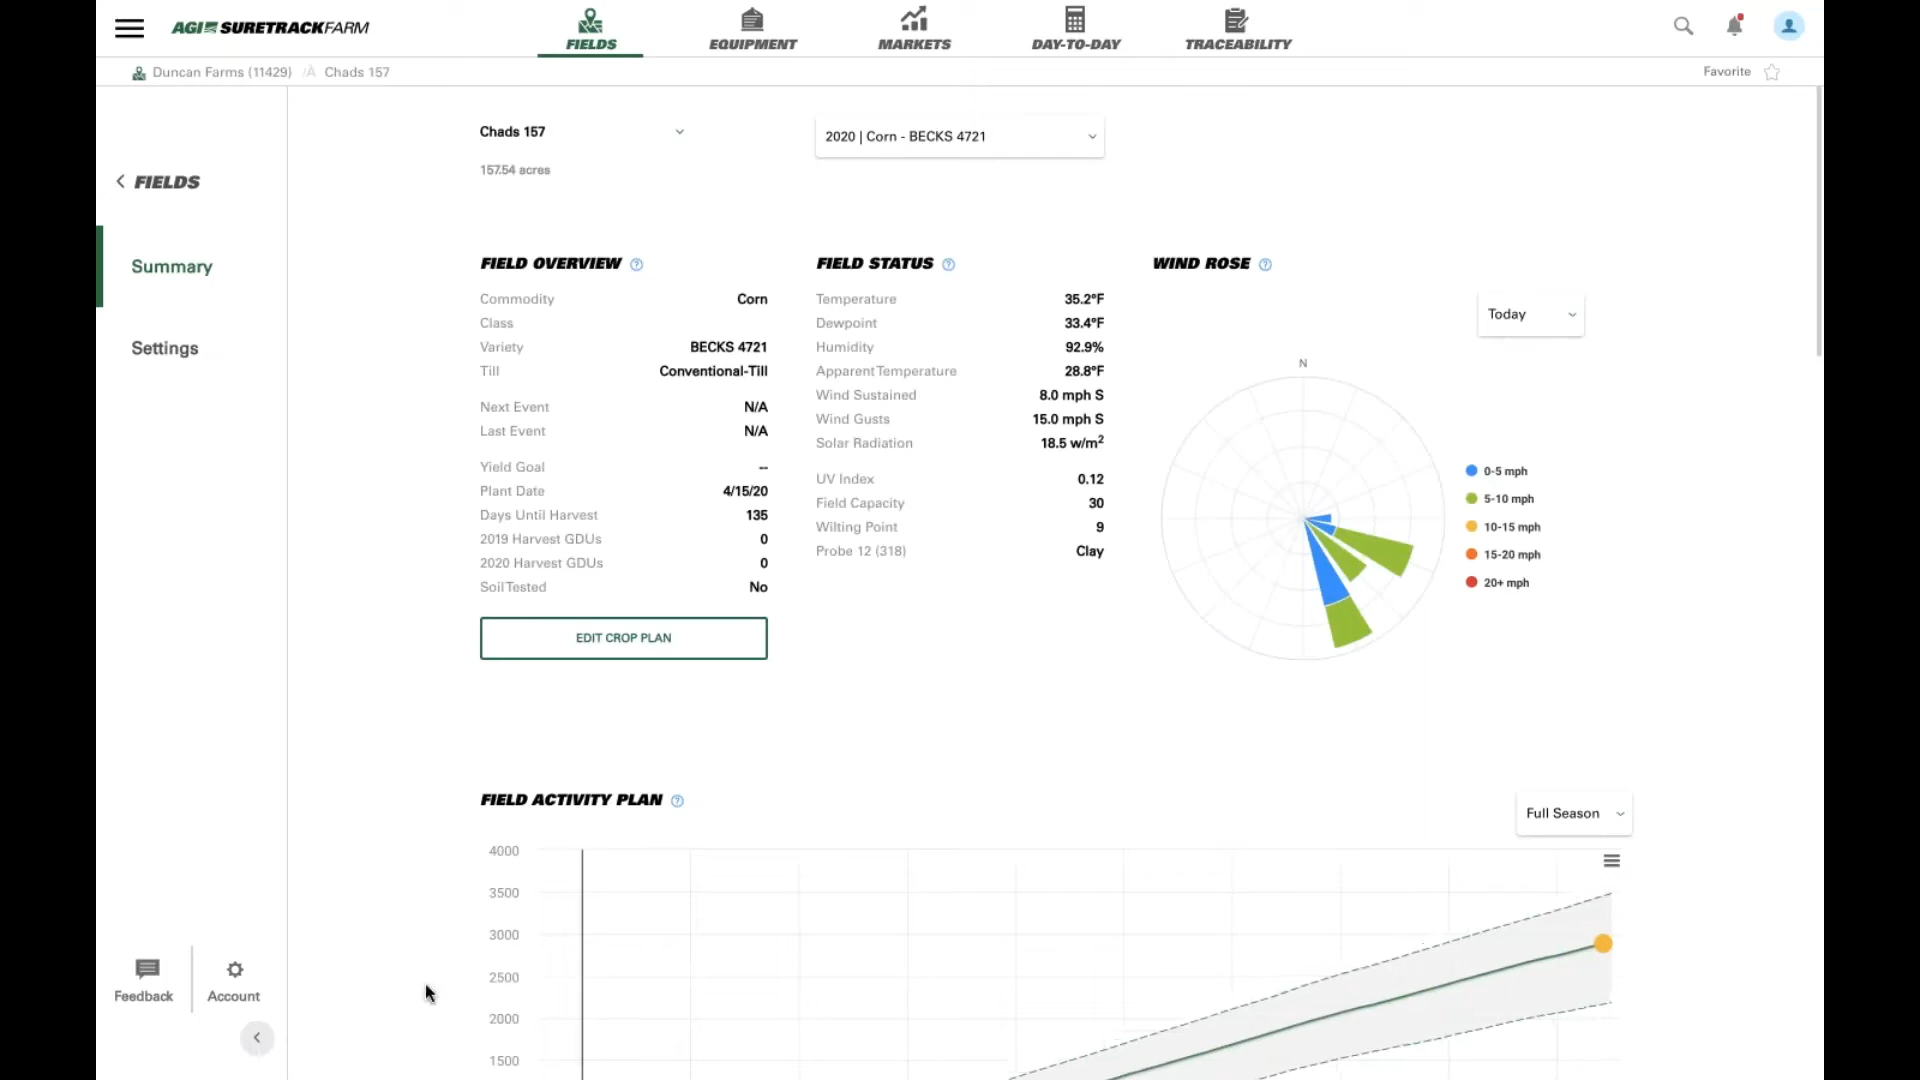 AGI SURETRACKFARM
FIELDS
EQUIPMENT
MARKETS
DAY-TO-DAY
TRACEABILITY
Duncan Farms (11429) / Chads 157
Favorite
FIELDS
Summary
Settings
Chads 157
157.54 acres
2020 | Corn - BECKS 4721
FIELD OVERVIEW
Commodity Corn
Class
Variety BECKS 4721
Till Conventional-Till
Next Event N/A
Last Event N/A
Yield Goal --
Plant Date 4/15/20
Days Until Harvest 135
2019 Harvest GDUs 0
2020 Harvest GDUs 0
Soil Tested No
EDIT CROP PLAN
FIELD STATUS
Temperature 35.2°F
Dewpoint 33.4°F
Humidity 92.9%
Apparent Temperature 28.8°F
Wind Sustained 8.0 mph S
Wind Gusts 15.0 mph S
Solar Radiation 18.5 w/m²
UV Index 0.12
Field Capacity 30
Wilting Point 9
Probe 12 (318) Clay
WIND ROSE
Today
N
0-5 mph
5-10 mph
10-15 mph
15-20 mph
20+ mph
FIELD ACTIVITY PLAN
Full Season
4000
3500
3000
2500
2000
1500
Feedback
Account